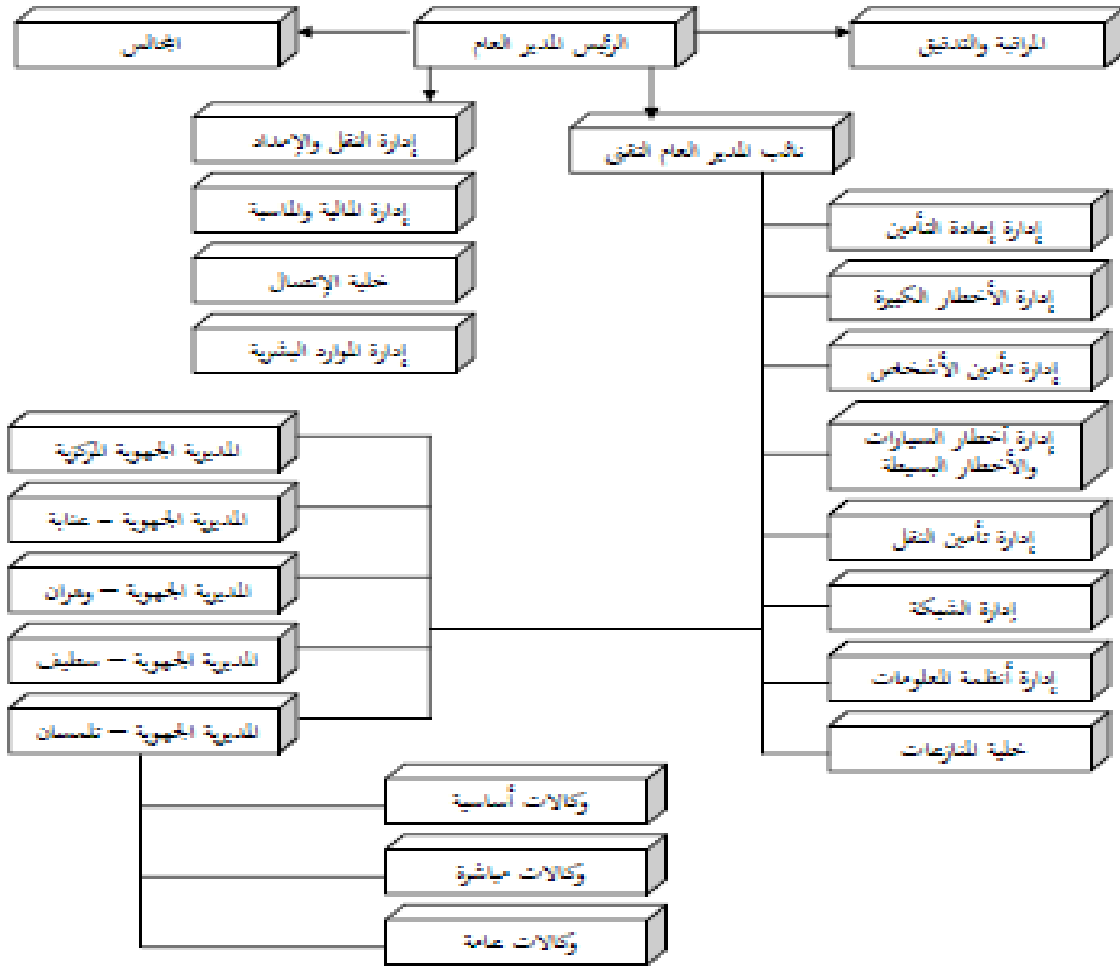 المراقبة والتدقيق
الرئيس المدير العام
المجالس
نائب المدير العام التقني
إدارة النقل والإمداد
إدارة المالية والمحاسبة
خلية الإتصال
إدارة الموارد البشرية
إدارة إعادة التأمين
إدارة الأخطار الكبيرة
إدارة تأمين الأشخاص
إدارة أخطار السيارات
والأخطار البسيطة
إدارة تأمين النقل
إدارة الشبكة
إدارة أنظمة المعلومات
خلية المنازعات
المديرية الجهوية المركزية
المديرية الجهوية – عنابة
المديرية الجهوية – وهران
المديرية الجهوية – سطيف
المديرية الجهوية – تلمسان
وكالات أساسية
وكالات مباشرة
وكالات عامة